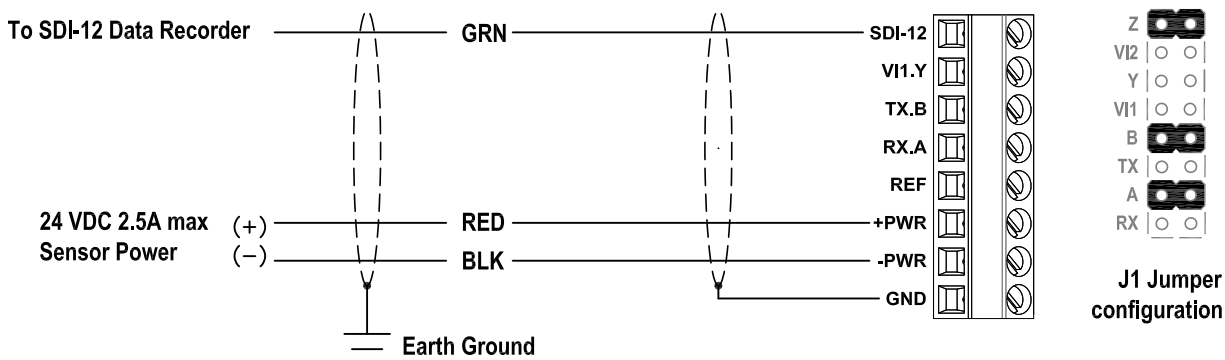 To SDI-12 Data Recorder
GRN
SDI-12
VI1.Y
TX.B
RX.A
REF
24 VDC 2.5A max (+)
Sensor Power (−)
RED
BLK
+PWR
-PWR
GND
Earth Ground
Z
VI2
Y
VI1
B
TX
A
RX
J1 Jumper
configuration